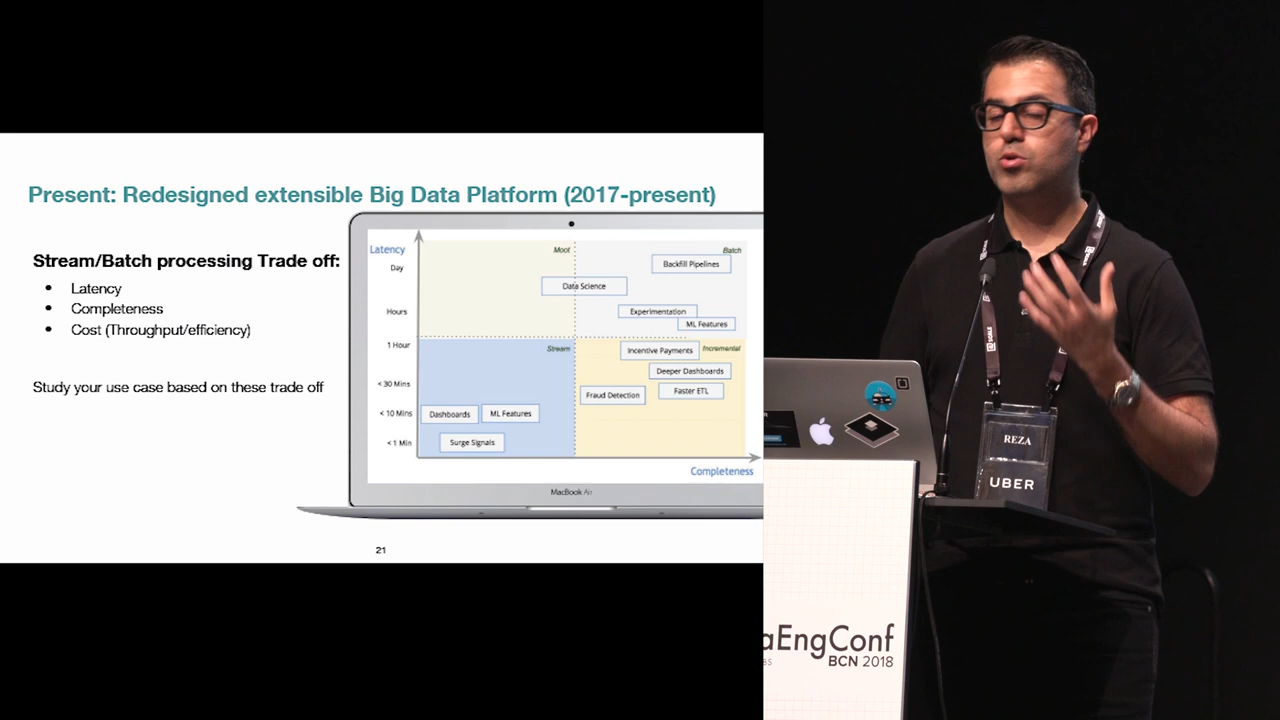 Present: Redesigned extensible Big Data Platform (2017-present)
Stream/Batch processing Trade off:
• Latency
• Completeness
• Cost (Throughput/efficiency)
Study your use case based on these trade off
Latency
Day
Hours
1 Hour
< 30 Mins
< 10 Mins
< 1 Min
Moot
Batch
Backfill Pipelines
Data Science
Experimentation
ML Features
Stream
Incremental
Incentive Payments
Deeper Dashboards
Faster ETL
Fraud Detection
Dashboards
ML Features
Surge Signals
Completeness
MacBook Air
21
REZA
UBER
aEngConf
as
BCN 2018